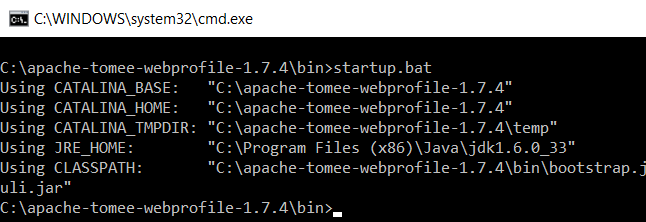 C:\WINDOWS\system32\cmd.exe
C:\apache-tomee-webprofile-1.7.4\bin>startup.bat
Using CATALINA_BASE:   "C:\apache-tomee-webprofile-1.7.4"
Using CATALINA_HOME:   "C:\apache-tomee-webprofile-1.7.4"
Using CATALINA_TMPDIR: "C:\apache-tomee-webprofile-1.7.4\temp"
Using JRE_HOME:        "C:\Program Files (x86)\Java\jdk1.6.0_33"
Using CLASSPATH:       "C:\apache-tomee-webprofile-1.7.4\bin\bootstrap.j
uli.jar"
C:\apache-tomee-webprofile-1.7.4\bin>